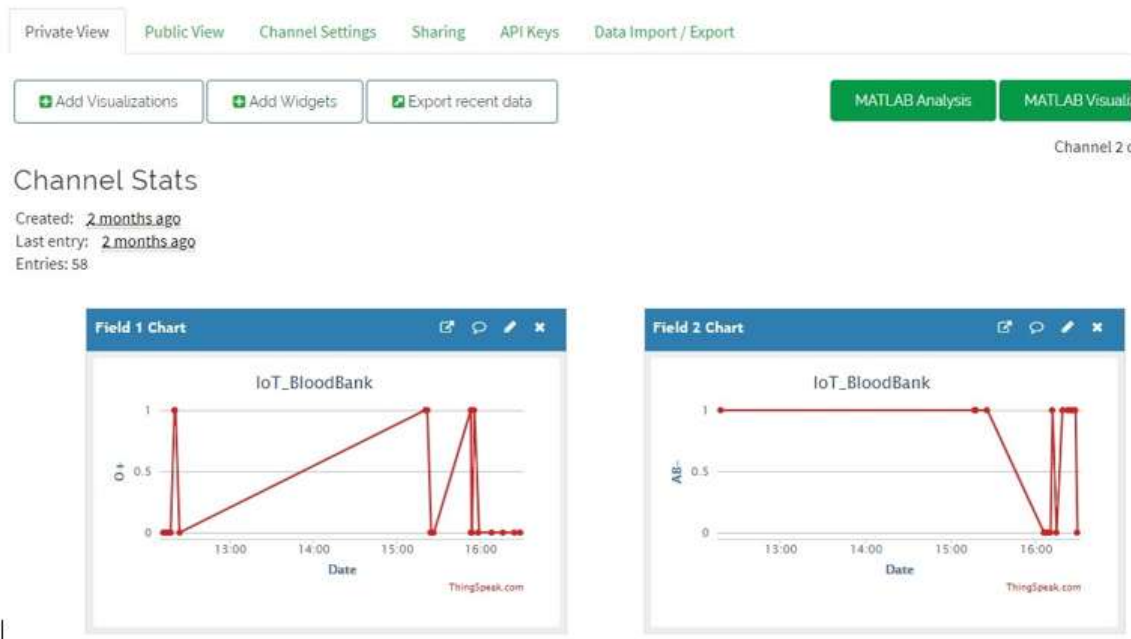 Private View Public View Channel Settings Sharing API Keys Data Import / Export
Add Visualizations Add Widgets Export recent data MATLAB Analysis MATLAB
Channel 2
Channel Stats
Created: 2 months ago
Last entry: 2 months ago
Entries: 58
Field 1 Chart
IoT_BloodBank
O+
1
0.5
0
13:00 14:00 15:00 16:00
Date
ThingSpeak.com
Field 2 Chart
IoT_BloodBank
AB-
1
0.5
0
13:00 14:00 15:00 16:00
Date
ThingSpeak.com